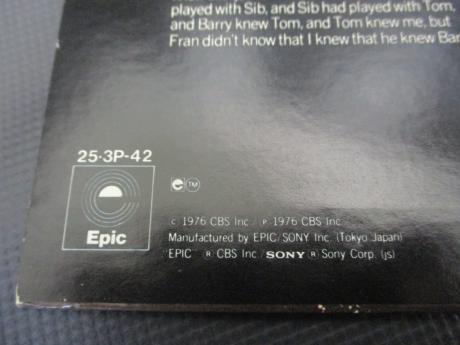 played with Sib, and Sib had played with Tom,
and Barry knew Tom, and Tom knew me, but
Fran didn't know that I knew that he knew Bar
25·3P-42
Epic
e TM
© 1976 CBS Inc. ℗ 1976 CBS Inc.
Manufactured by EPIC/SONY Inc. (Tokyo Japan)
EPIC ® CBS Inc./SONY ® Sony Corp. (js)